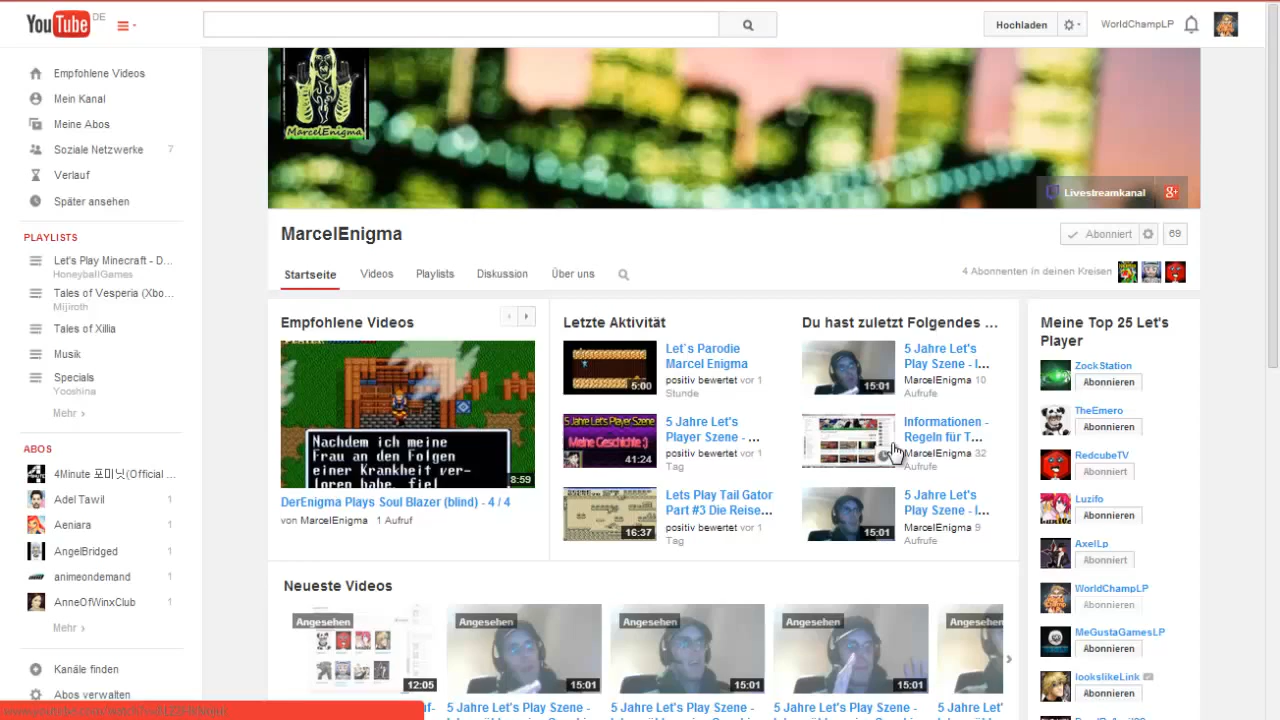 YouTube DE
Hochladen
WorldChampLP
Empfohlene Videos
Mein Kanal
Meine Abos
Soziale Netzwerke 7
Verlauf
Später ansehen
PLAYLISTS
Let's Play Minecraft - D...
HoneyballGames
Tales of Vesperia (Xbo...
Mijiroth
Tales of Xillia
Musik
Specials
Yooshina
Mehr ›
ABOS
4Minute 포미닛(Official ...
Adel Tawil 1
Aeniara 1
AngelBridged 1
animeondemand 1
AnneOfWinxClub 1
Mehr ›
Kanäle finden
Abos verwalten
MarcelEnigma
Livestreamkanal
MarcelEnigma
Abonniert 69
Startseite Videos Playlists Diskussion Über uns
4 Abonnenten in deinen Kreisen
Empfohlene Videos
Nachdem ich meine
Frau an den Folgen
einer Krankheit ver-
loren habe, fiel
8:59
DerEnigma Plays Soul Blazer (blind) - 4 / 4
von MarcelEnigma 1 Aufruf
Letzte Aktivität
5:00
Let´s Parodie
Marcel Enigma
positiv bewertet vor 1
Stunde
5 Jahre Let's Player Szene
Meine Geschichte ;)
41:24
5 Jahre Let's
Player Szene - ...
positiv bewertet vor 1
Tag
16:37
Lets Play Tail Gator
Part #3 Die Reise...
positiv bewertet vor 1
Tag
Du hast zuletzt Folgendes ...
15:01
5 Jahre Let's
Play Szene - I...
MarcelEnigma 10
Aufrufe
Informationen -
Regeln für T...
MarcelEnigma 32
Aufrufe
15:01
5 Jahre Let's
Play Szene - I...
MarcelEnigma 9
Aufrufe
Meine Top 25 Let's
Player
ZockStation
Abonnieren
TheEmero
Abonnieren
RedcubeTV
Abonniert
Luzifo
Abonnieren
AxelLp
Abonniert
WorldChampLP
Abonnieren
MeGustaGamesLP
Abonnieren
lookslikeLink
Abonnieren
Neueste Videos
Angesehen
12:05
Angesehen
15:01
5 Jahre Let's Play Szene -
Angesehen
15:01
5 Jahre Let's Play Szene -
Angesehen
15:01
5 Jahre Let's Play Szene -
Angesehen
5 Jahre Let'